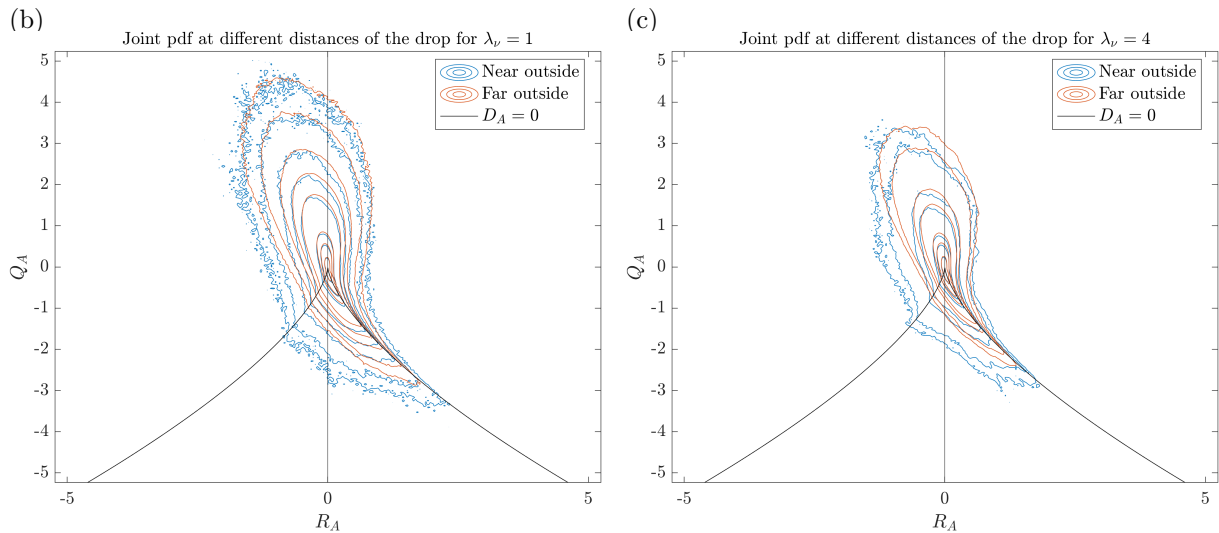 (b)
Joint pdf at different distances of the drop for λ_ν = 1
Near outside
Far outside
D_A = 0
5
4
3
2
1
0
-1
-2
-3
-4
-5
Q_A
-5
0
5
R_A
(c)
Joint pdf at different distances of the drop for λ_ν = 4
Near outside
Far outside
D_A = 0
5
4
3
2
1
0
-1
-2
-3
-4
-5
Q_A
-5
0
5
R_A